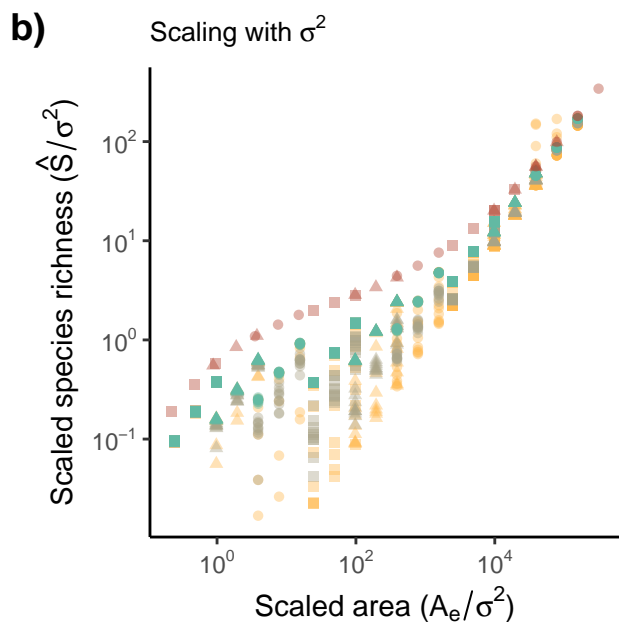 b)
Scaling with σ²
Scaled species richness (Ŝ/σ²)
10²
10¹
10⁰
10⁻¹
10⁰
10²
10⁴
Scaled area (Aₑ/σ²)